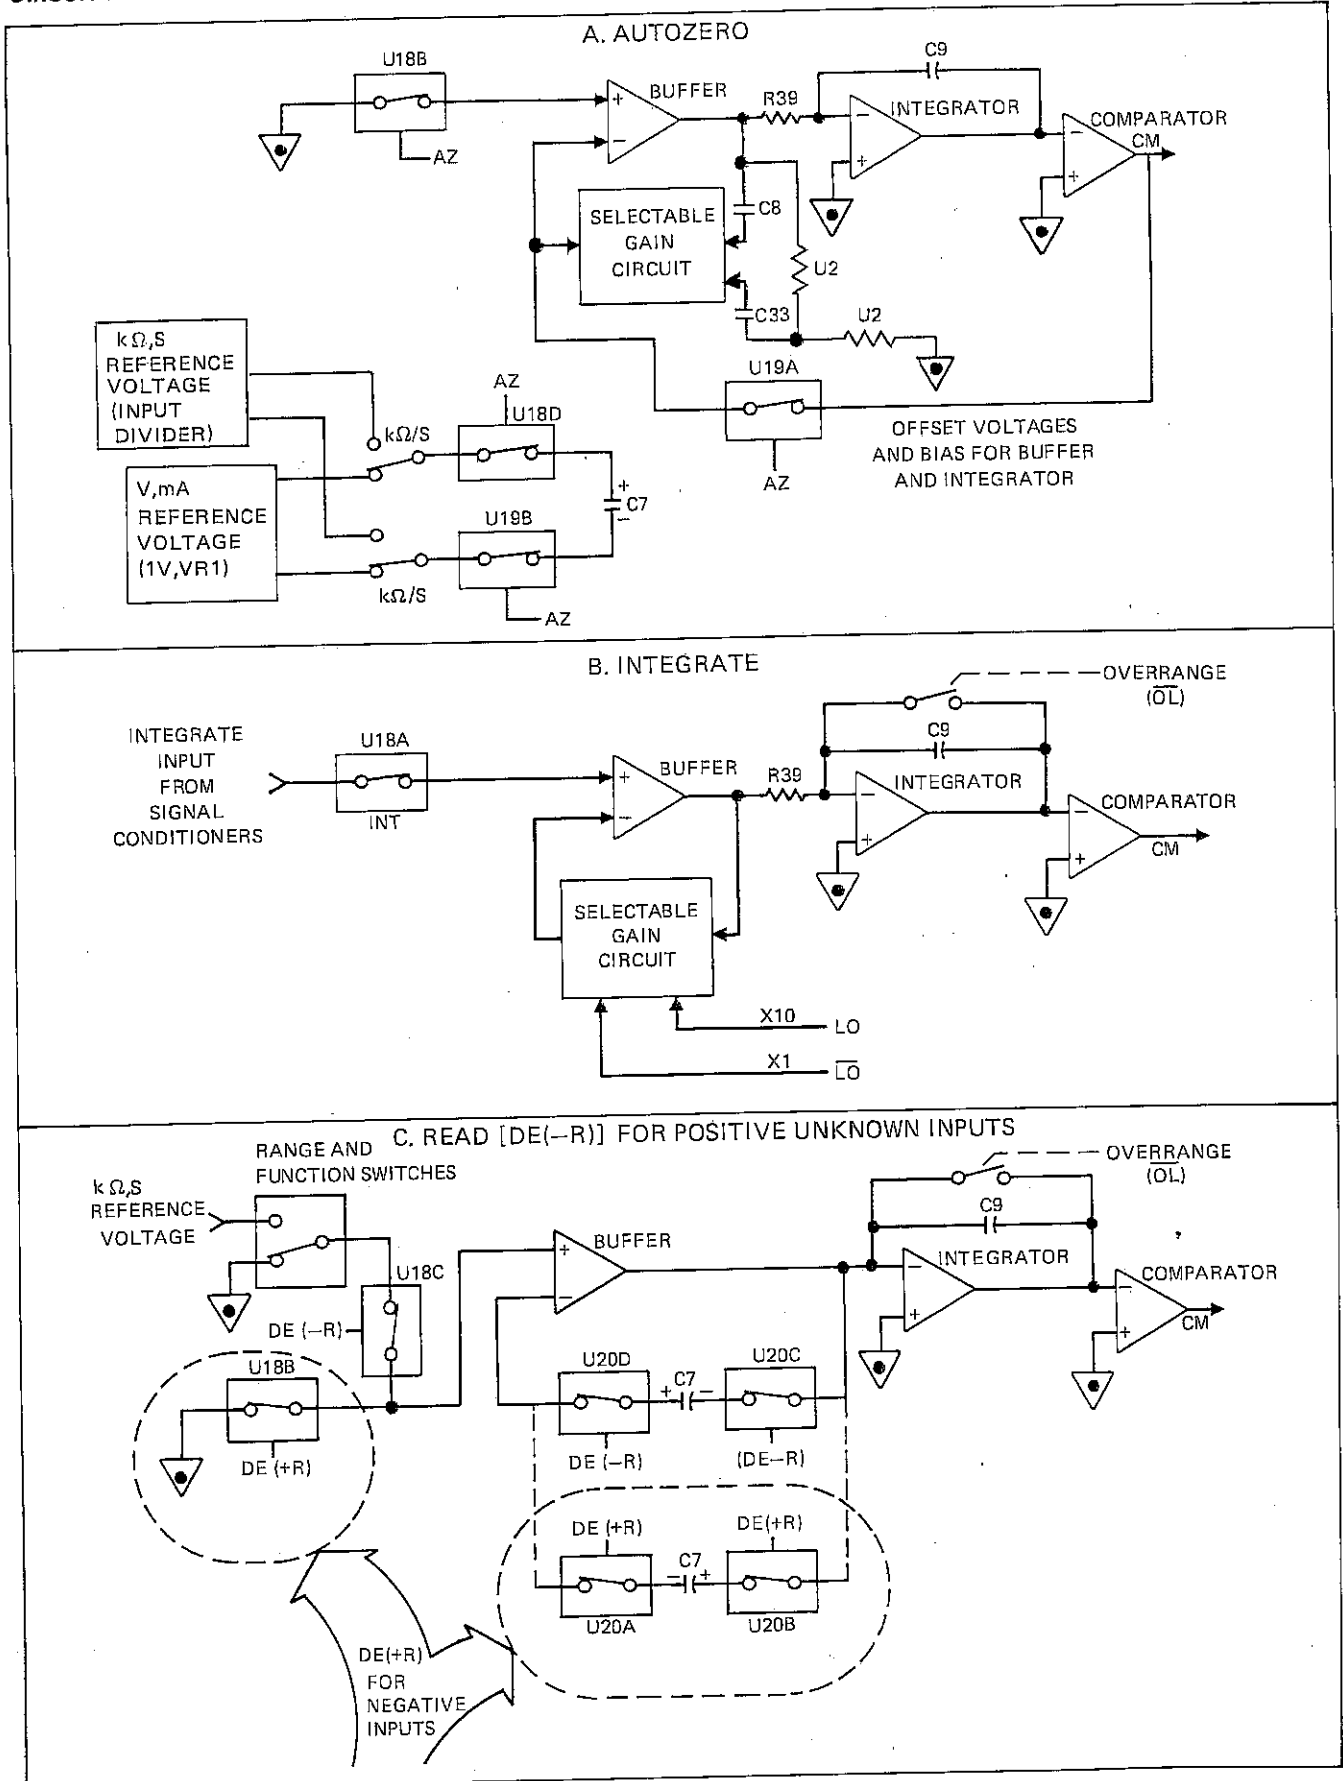 A. AUTOZERO
U18B
AZ
BUFFER
+
−
R39
C9
INTEGRATOR
−
+
COMPARATOR
−
+
CM
SELECTABLE
GAIN
CIRCUIT
C8
U2
C33
U2
U19A
AZ
OFFSET VOLTAGES
AND BIAS FOR BUFFER
AND INTEGRATOR
kΩ,S
REFERENCE
VOLTAGE
(INPUT
DIVIDER)
V,mA
REFERENCE
VOLTAGE
(1V,VR1)
kΩ/S
AZ
U18D
+
C7
−
U19B
kΩ/S
AZ
B. INTEGRATE
INTEGRATE
INPUT
FROM
SIGNAL
CONDITIONERS
U18A
INT
+
−
BUFFER
R39
OVERRANGE
(O̅L̅)
C9
INTEGRATOR
−
+
COMPARATOR
−
+
CM
SELECTABLE
GAIN
CIRCUIT
X10
LO
X1
L̅O̅
C. READ [DE(−R)] FOR POSITIVE UNKNOWN INPUTS
RANGE AND
FUNCTION SWITCHES
kΩ,S
REFERENCE
VOLTAGE
U18C
DE (−R)
U18B
DE (+R)
+
−
BUFFER
OVERRANGE
(O̅L̅)
C9
INTEGRATOR
−
+
COMPARATOR
−
+
CM
U20D
+ C7 −
U20C
DE (−R)
(DE−R)
DE (+R)
DE(+R)
− C7 +
U20A
U20B
DE(+R)
FOR
NEGATIVE
INPUTS